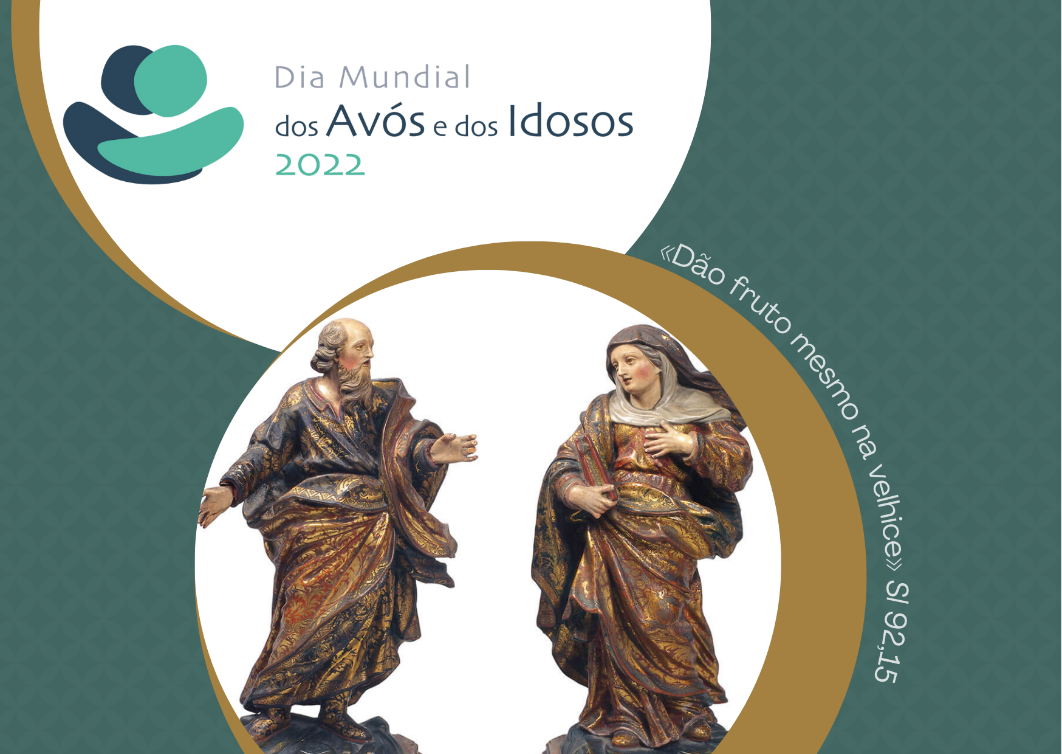 Dia Mundial
dos Avós e dos Idosos
2022
«Dão fruto mesmo na velhice» Sl 92,15